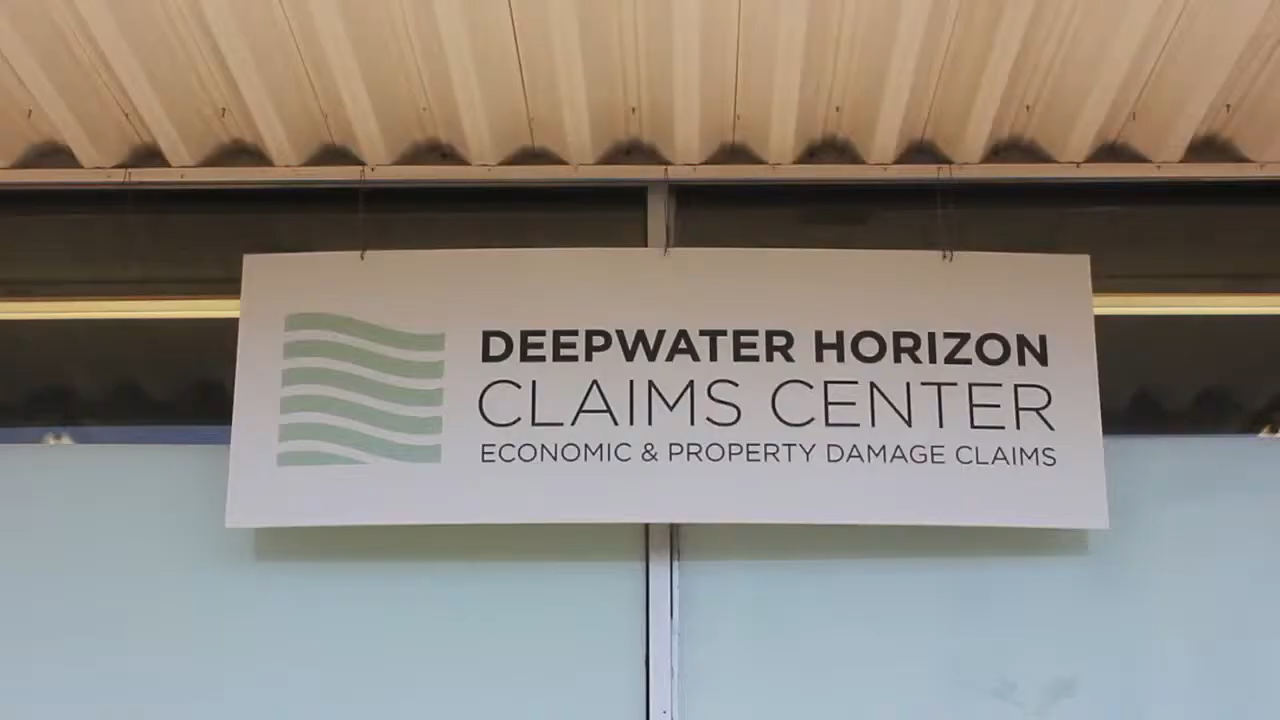 DEEPWATER HORIZON
CLAIMS CENTER
ECONOMIC & PROPERTY DAMAGE CLAIMS